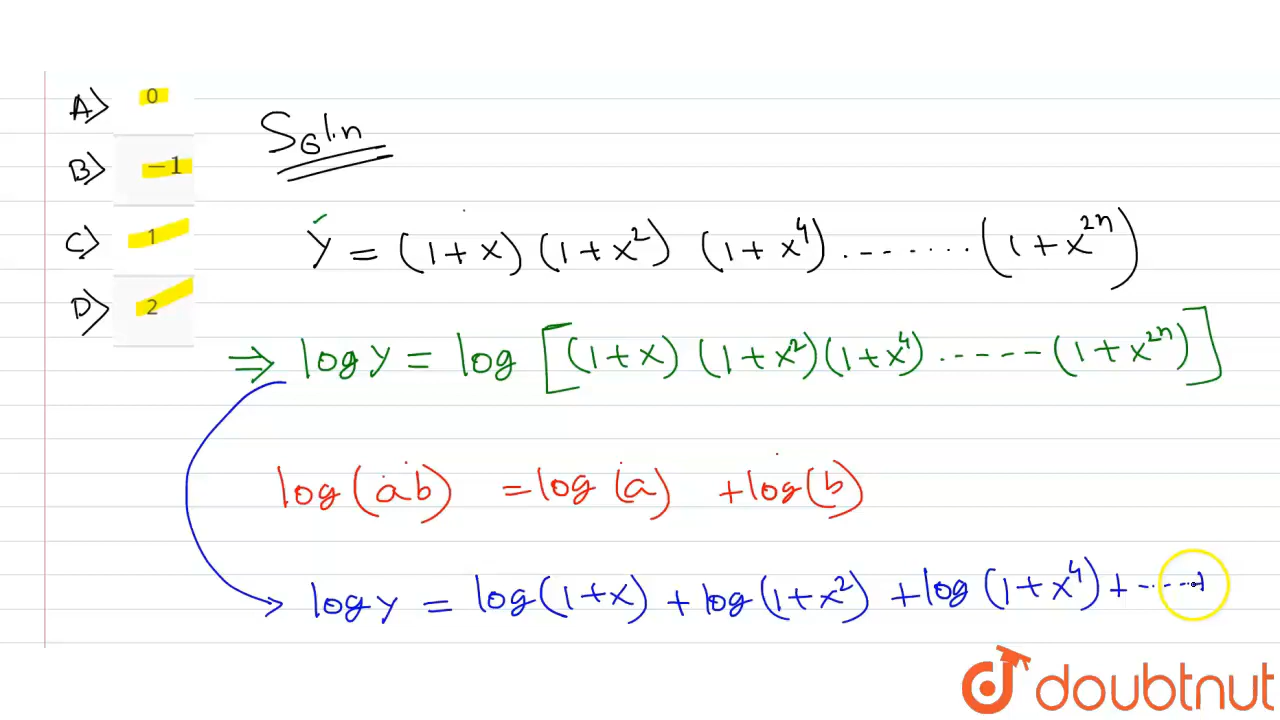 A) 0
B) −1
C) 1
D) 2
Soln
y = (1+x) (1+x²) (1+x⁴) ........... (1+x²ⁿ)
⇒ log y = log [(1+x) (1+x²)(1+x⁴) ----- (1+x²ⁿ)]
log(ab) = log(a) + log(b)
log y = log(1+x) + log(1+x²) + log(1+x⁴) + ....+
doubtnut